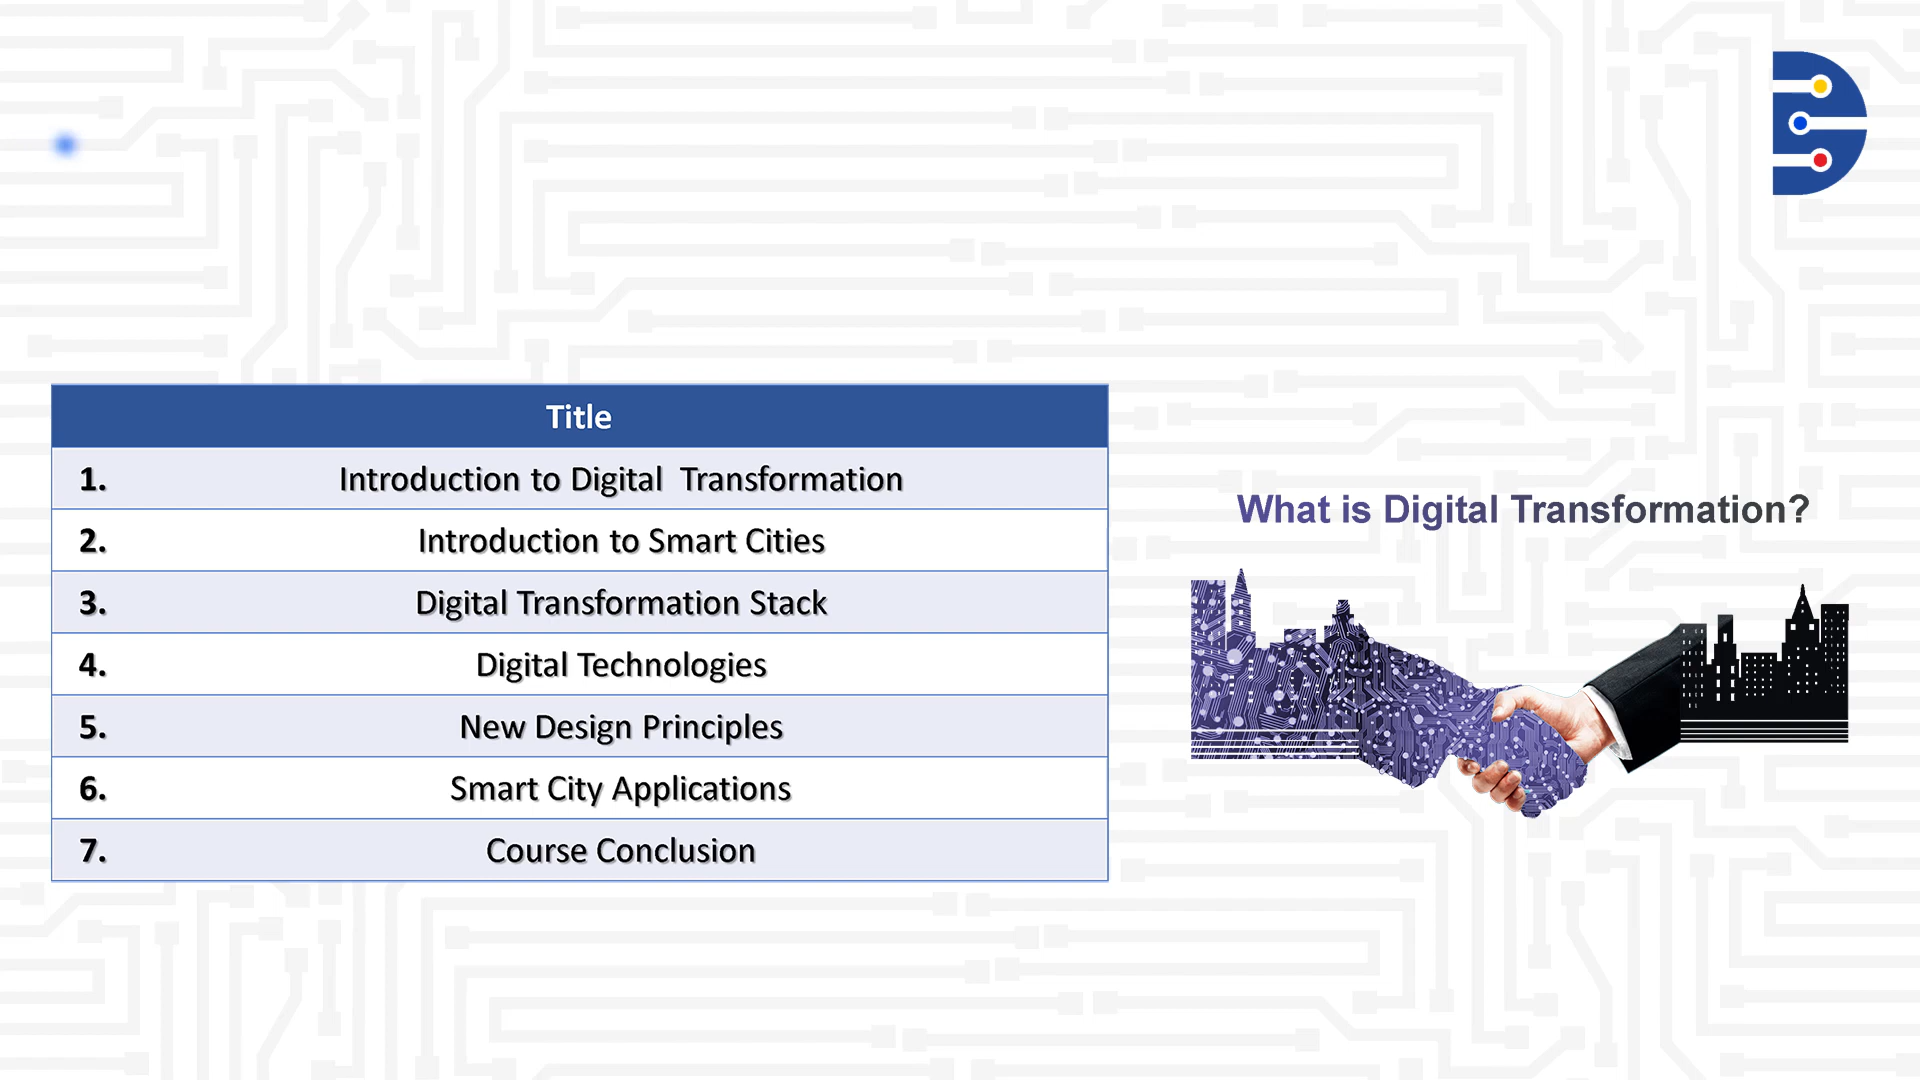 Title
1. Introduction to Digital  Transformation
2. Introduction to Smart Cities
3. Digital Transformation Stack
4. Digital Technologies
5. New Design Principles
6. Smart City Applications
7. Course Conclusion
What is Digital Transformation?